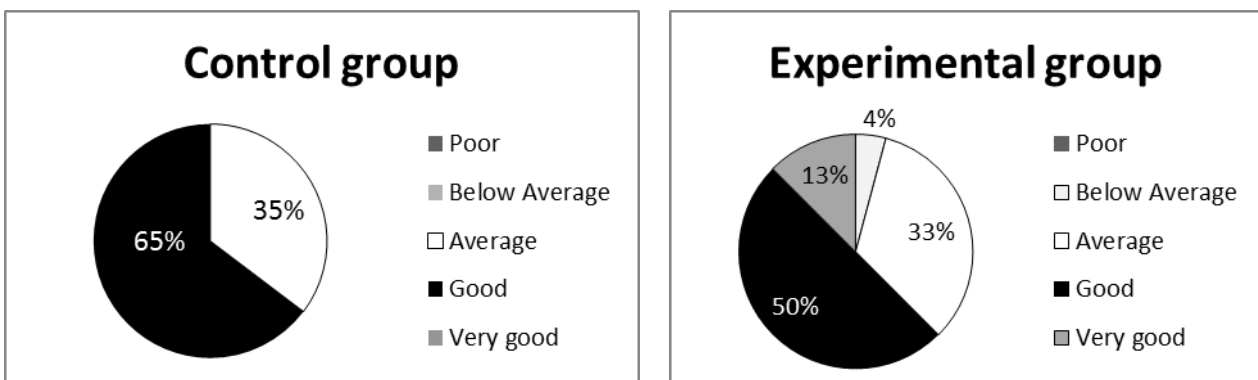 Control group
35%
65%
Poor
Below Average
Average
Good
Very good
Experimental group
4%
13%
33%
50%
Poor
Below Average
Average
Good
Very good